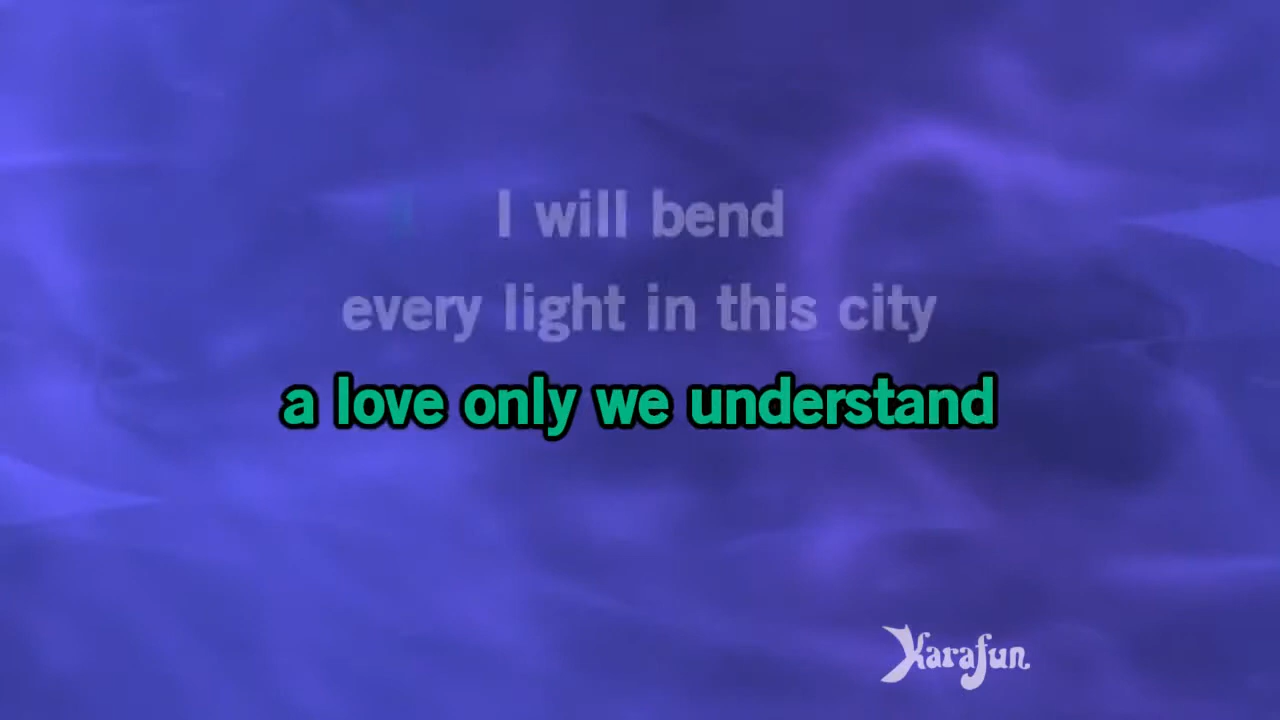 I will bend
every light in this city
a love only we understand
Karafun